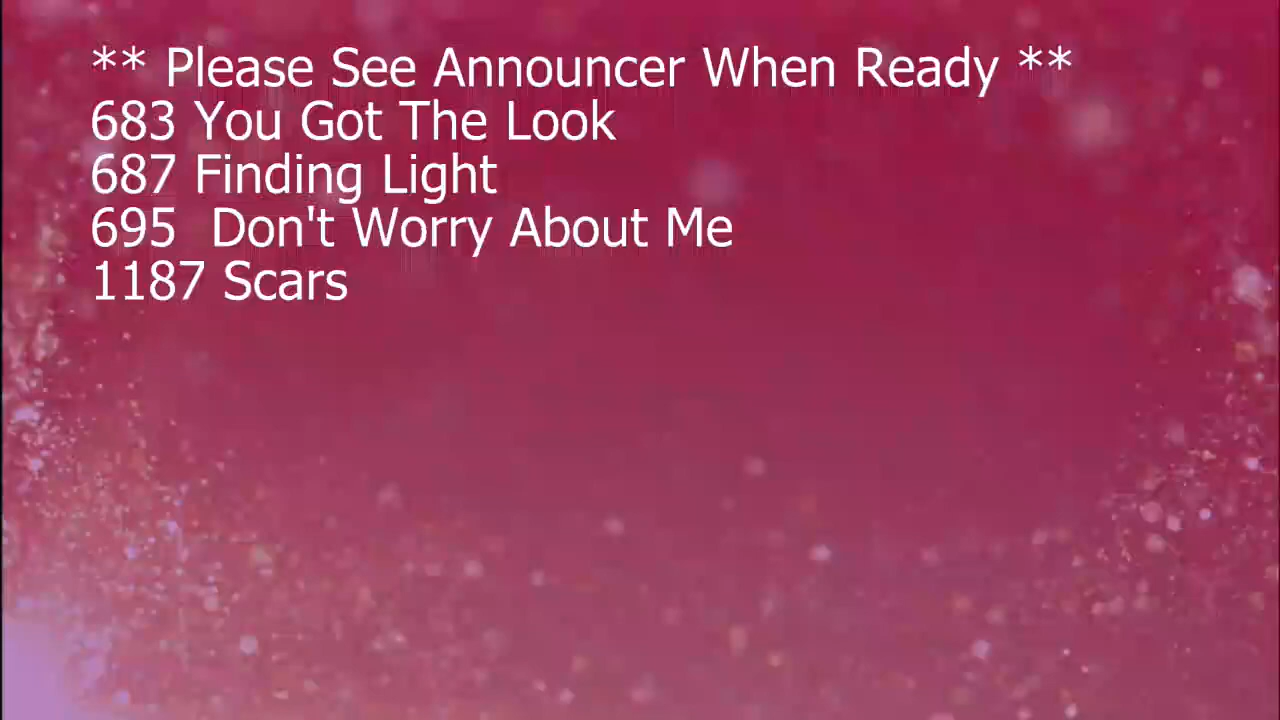 ** Please See Announcer When Ready **
683 You Got The Look
687 Finding Light
695  Don't Worry About Me
1187 Scars